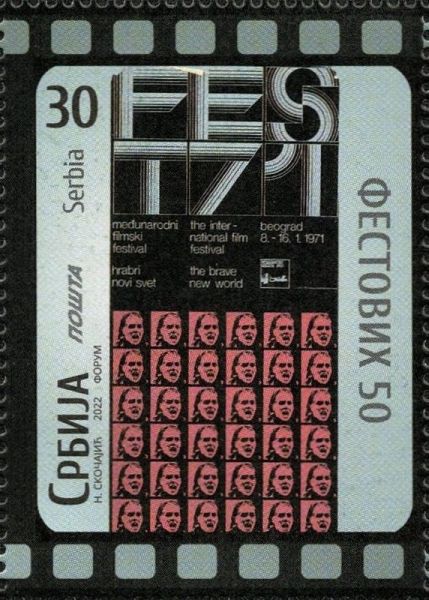 30
Serbia
ПОШТА
СРБИЈА
Н. СКОЧАЈИЋ 2022 ФОРУМ
FES
T 71
međunarodni
filmski
festival
hrabri
novi svet
the inter-
national film
festival
the brave
new world
beograd
8. - 16. 1. 1971
ФЕСТОВИХ 50